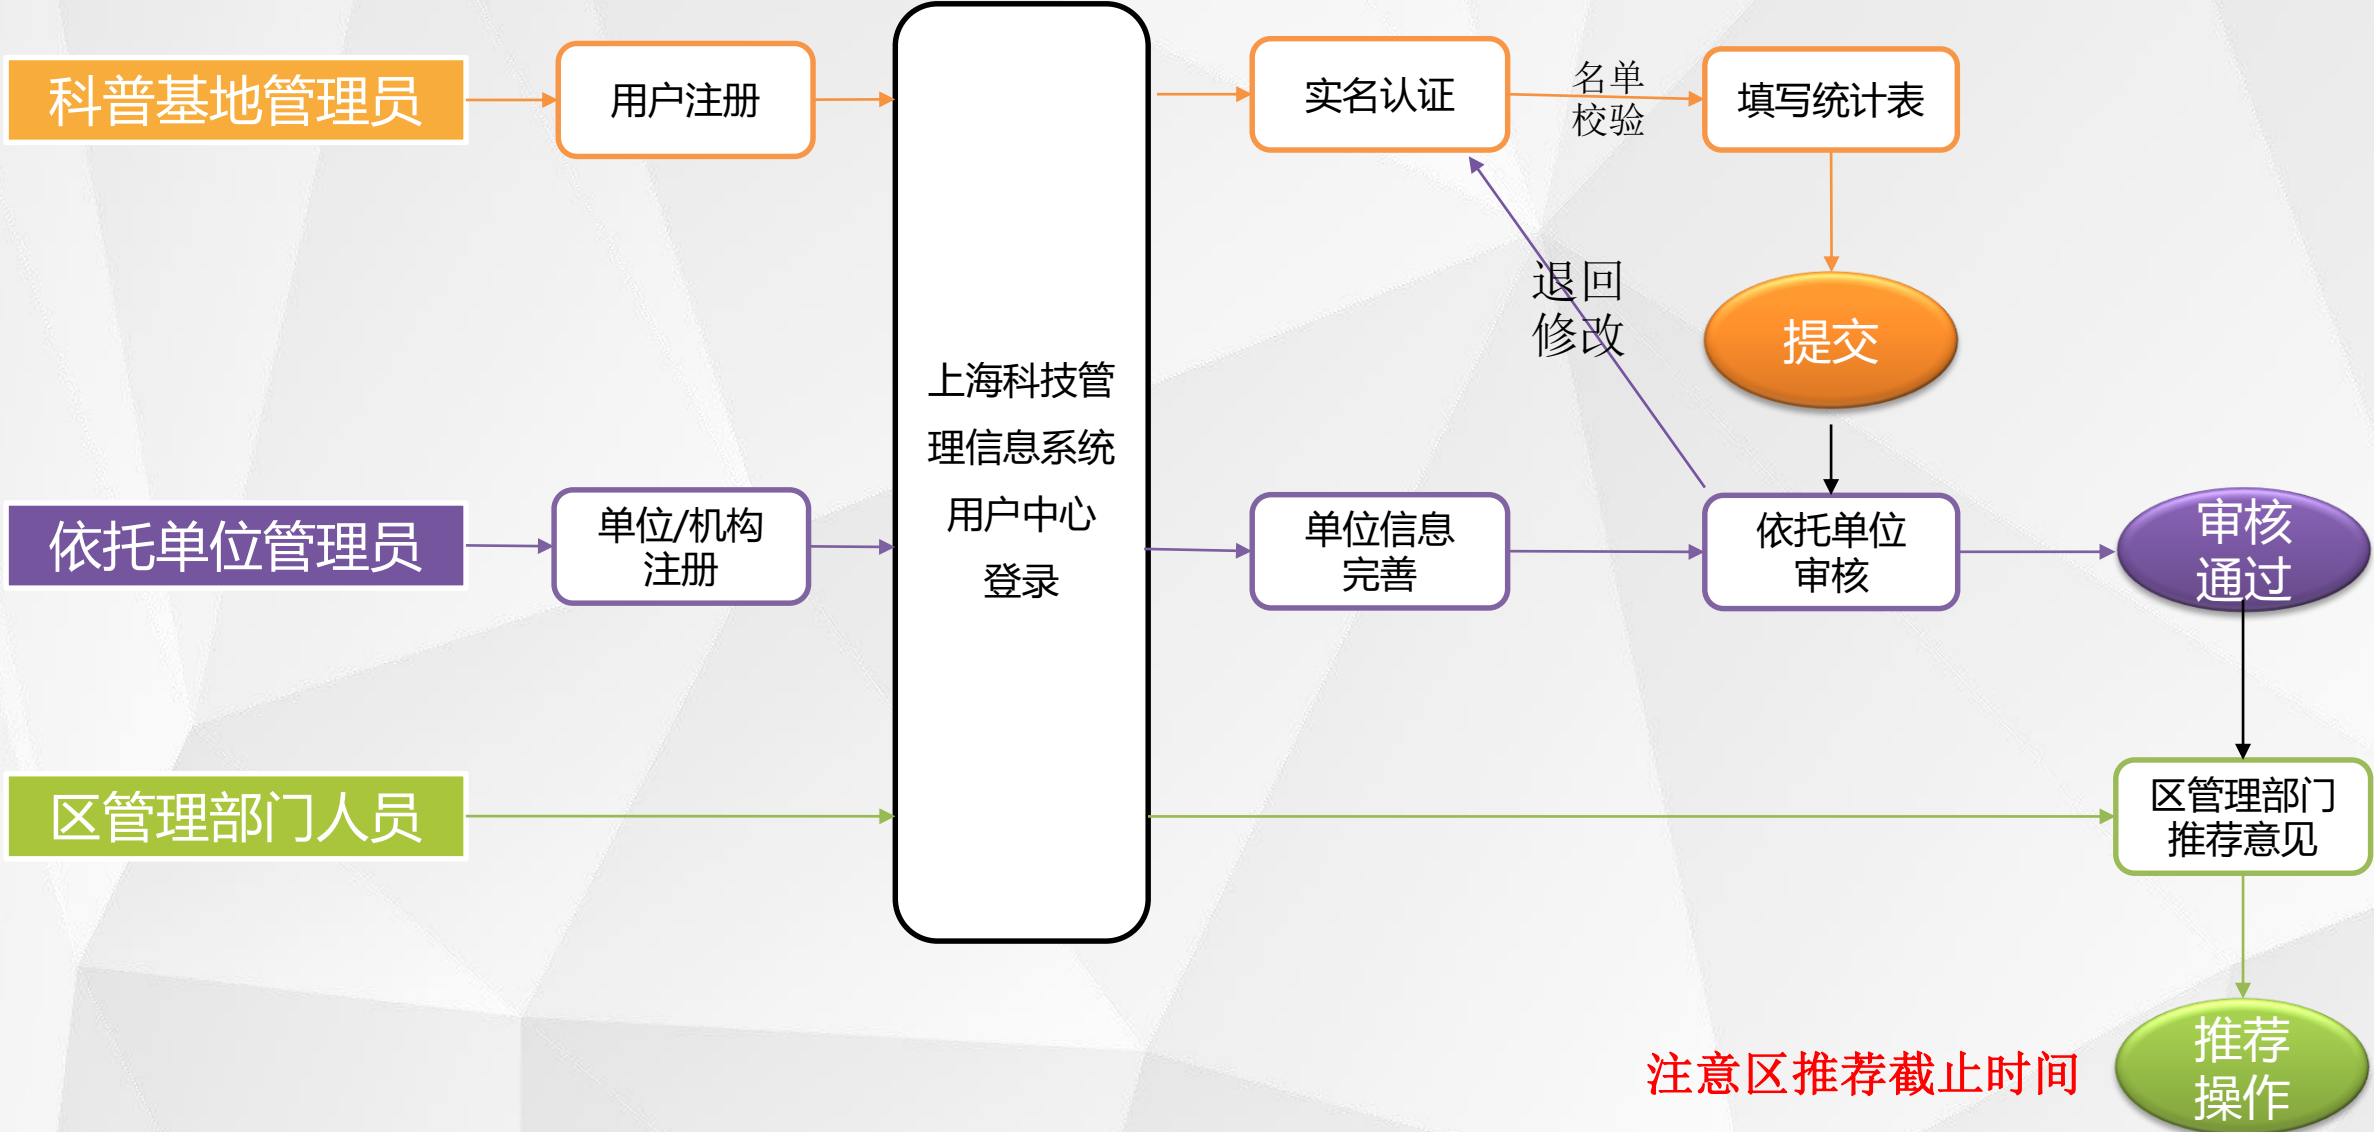 科普基地管理员
用户注册
实名认证
名单
校验
填写统计表
退回
修改
提交
上海科技管
理信息系统
用户中心
登录
依托单位管理员
单位/机构
注册
单位信息
完善
依托单位
审核
审核
通过
区管理部门人员
区管理部门
推荐意见
注意区推荐截止时间
推荐
操作